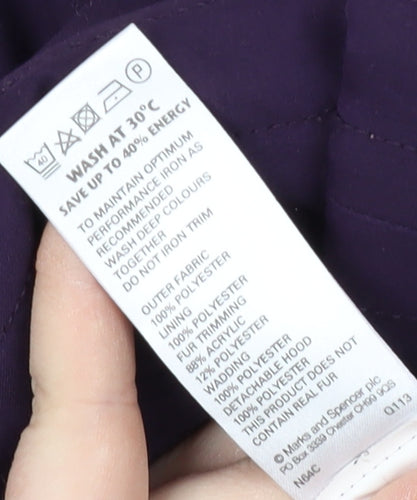 40 P
WASH AT 30°C
SAVE UP TO 40% ENERGY
TO MAINTAIN OPTIMUM
PERFORMANCE IRON AS
RECOMMENDED
WASH DEEP COLOURS
TOGETHER
DO NOT IRON TRIM
OUTER FABRIC
100% POLYESTER
LINING
100% POLYESTER
FUR TRIMMING
88% ACRYLIC
12% POLYESTER
WADDING
100% POLYESTER
DETACHABLE HOOD
100% POLYESTER
THIS PRODUCT DOES NOT
CONTAIN REAL FUR
© Marks and Spencer plc
PO Box 3339 Chester CH99 9QS
N64C Q113